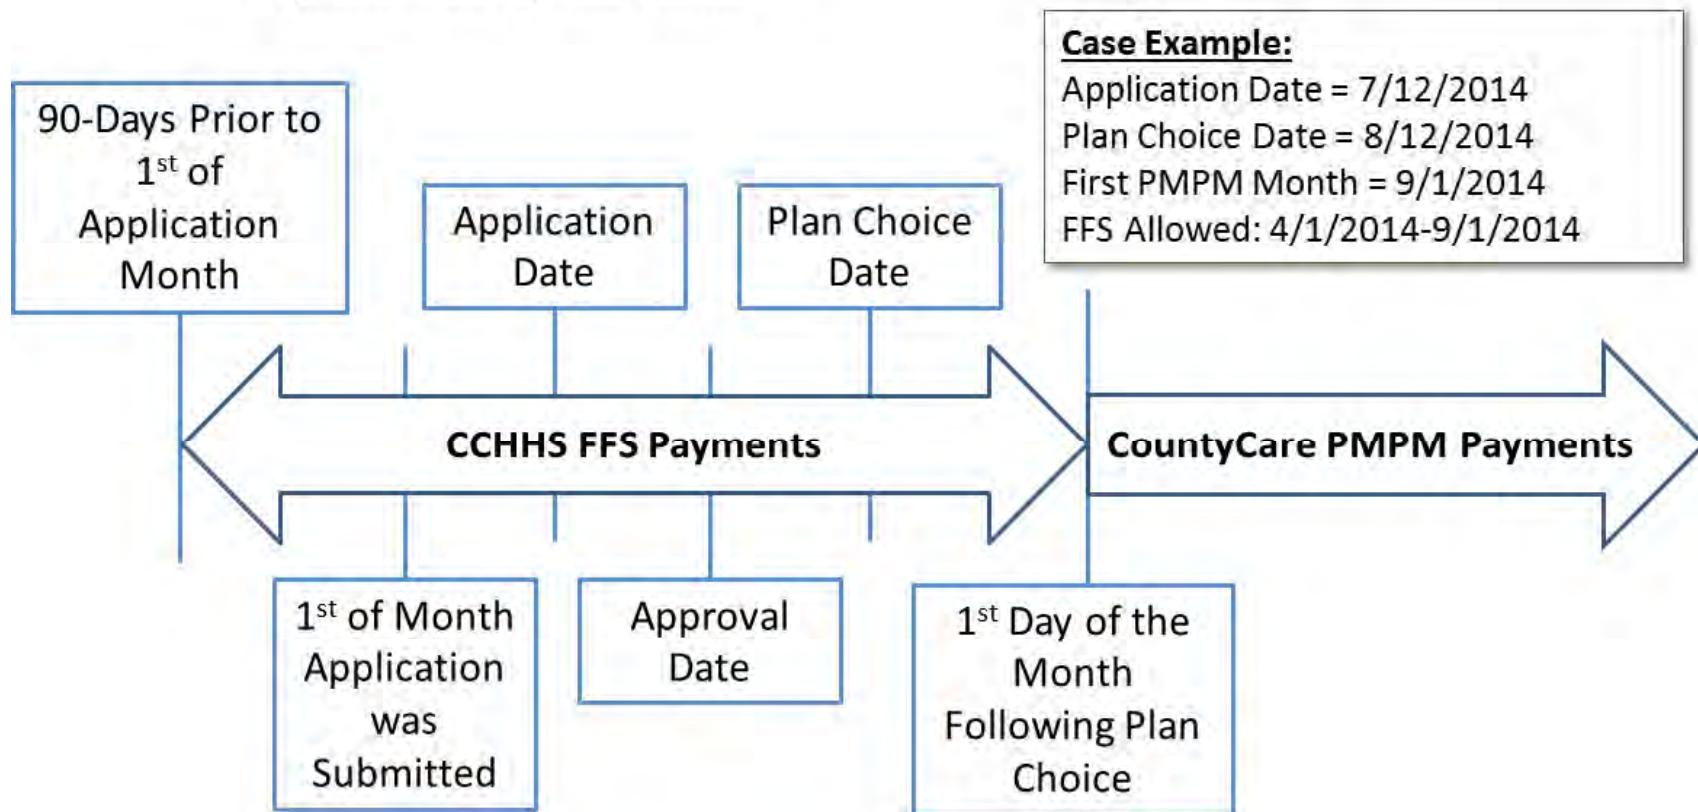 Case Example:
Application Date = 7/12/2014
Plan Choice Date = 8/12/2014
First PMPM Month = 9/1/2014
FFS Allowed: 4/1/2014-9/1/2014
90-Days Prior to
1st of
Application
Month
Application
Date
Plan Choice
Date
CCHHS FFS Payments
CountyCare PMPM Payments
1st of Month
Application
was
Submitted
Approval
Date
1st Day of the
Month
Following Plan
Choice